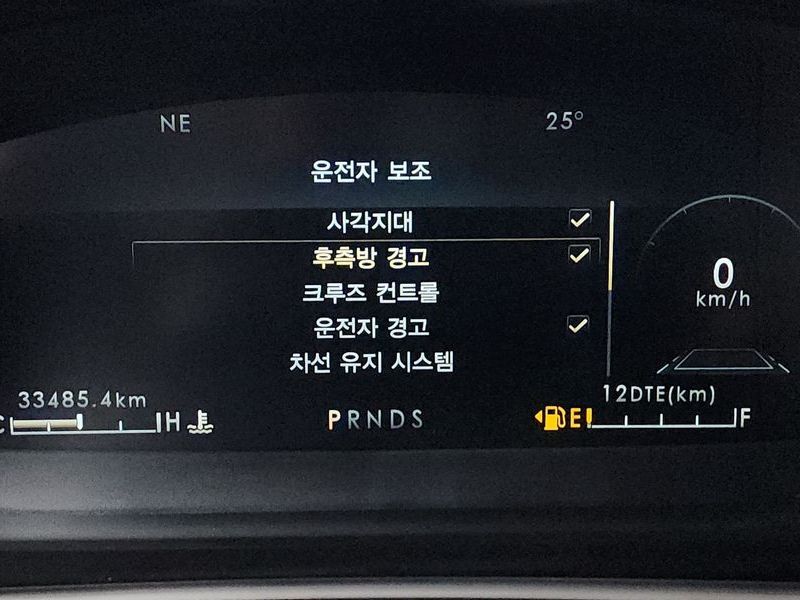 NE 25°
운전자 보조
사각지대
후측방 경고
크루즈 컨트롤
운전자 경고
차선 유지 시스템
0
km/h
33485.4km
12DTE(km)
C H
PRNDS
E! F